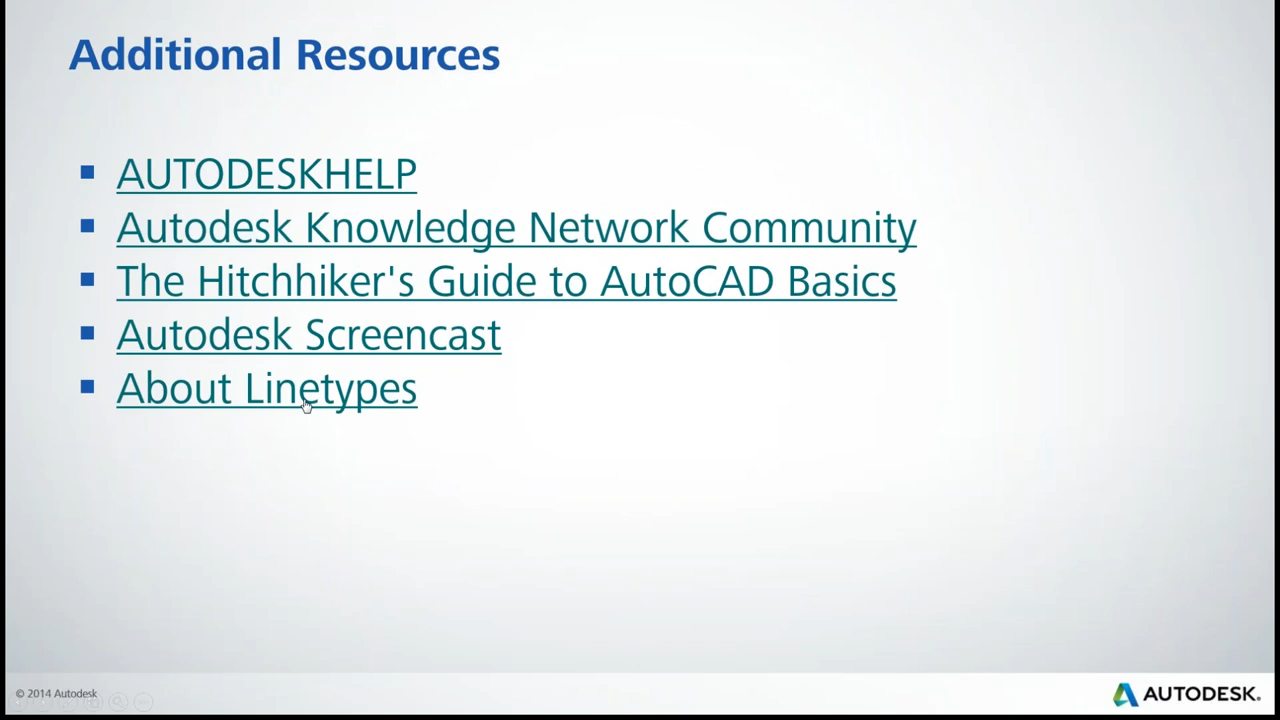 Additional Resources
AUTODESKHELP
Autodesk Knowledge Network Community
The Hitchhiker's Guide to AutoCAD Basics
Autodesk Screencast
About Linetypes
© 2014 Autodesk
AUTODESK.